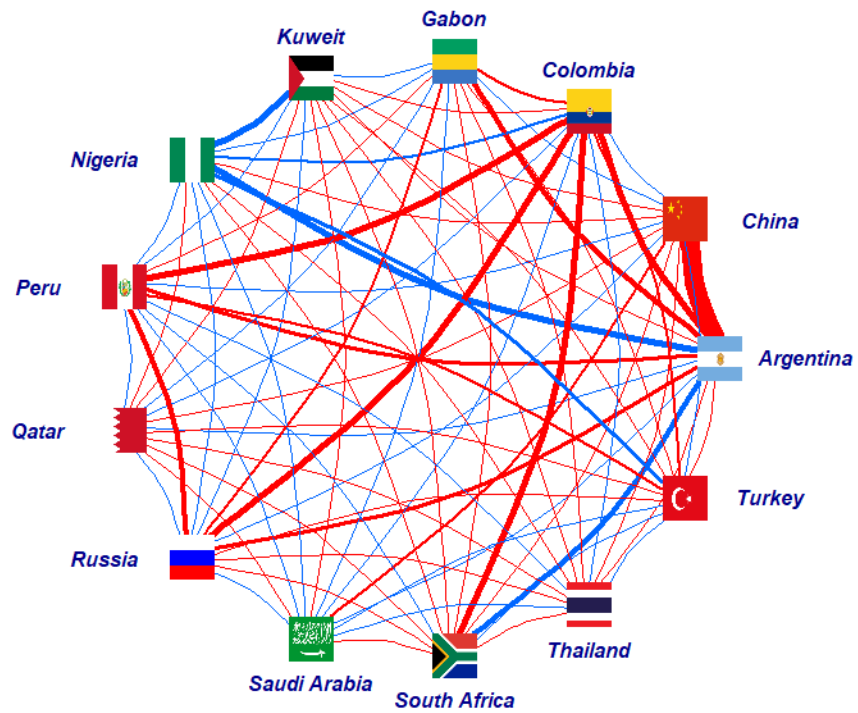 Gabon
Kuweit
Colombia
Nigeria
China
Peru
Argentina
Qatar
Turkey
Russia
Thailand
Saudi Arabia
South Africa